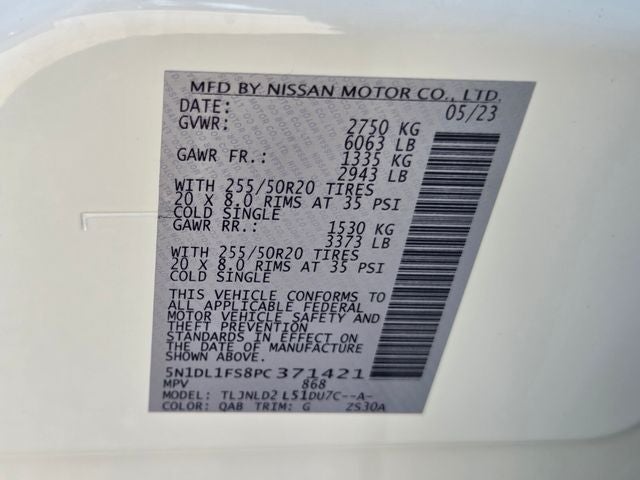 MFD BY NISSAN MOTOR CO., LTD.
DATE: 05/23
GVWR: 2750 KG
6063 LB
GAWR FR.: 1335 KG
2943 LB
WITH 255/50R20 TIRES
20 X 8.0 RIMS AT 35 PSI
COLD SINGLE
GAWR RR.: 1530 KG
3373 LB
WITH 255/50R20 TIRES
20 X 8.0 RIMS AT 35 PSI
COLD SINGLE
THIS VEHICLE CONFORMS TO
ALL APPLICABLE FEDERAL
MOTOR VEHICLE SAFETY AND
THEFT PREVENTION
STANDARDS IN EFFECT ON
THE DATE OF MANUFACTURE
SHOWN ABOVE.
5N1DL1FS8PC371421
MPV 868
MODEL: TLJNLD2 L51DU7C--A-
COLOR: QAB TRIM: G 2S30A